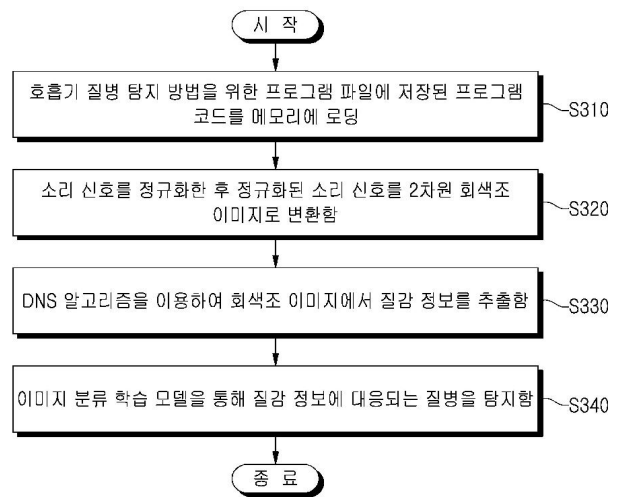 시 작
호흡기 질병 탐지 방법을 위한 프로그램 파일에 저장된 프로그램
코드를 메모리에 로딩
S310
소리 신호를 정규화한 후 정규화된 소리 신호를 2차원 회색조
이미지로 변환함
S320
DNS 알고리즘을 이용하여 회색조 이미지에서 질감 정보를 추출함
S330
이미지 분류 학습 모델을 통해 질감 정보에 대응되는 질병을 탐지함
S340
종 료